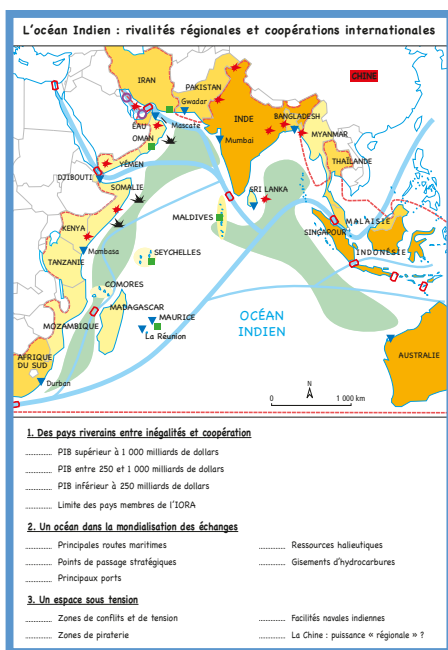 L'océan Indien : rivalités régionales et coopérations internationales
IRAN
PAKISTAN
CHINE
Gwadar
INDE
BANGLADESH
EAU
Mascate
OMAN
Mumbai
MYANMAR
YÉMEN
THAÏLANDE
DJIBOUTI
SOMALIE
SRI LANKA
MALDIVES
MALAISIE
KENYA
SINGAPOUR
Mombasa
SEYCHELLES
INDONÉSIE
TANZANIE
COMORES
MADAGASCAR
MAURICE
OCÉAN
INDIEN
MOZAMBIQUE
La Réunion
AFRIQUE
DU SUD
AUSTRALIE
Durban
N
0 1 000 km
1. Des pays riverains entre inégalités et coopération
............ PIB supérieur à 1 000 milliards de dollars
............ PIB entre 250 et 1 000 milliards de dollars
............ PIB inférieur à 250 milliards de dollars
............ Limite des pays membres de l'IORA
2. Un océan dans la mondialisation des échanges
............ Principales routes maritimes
............ Points de passage stratégiques
............ Principaux ports
............ Ressources halieutiques
............ Gisements d'hydrocarbures
3. Un espace sous tension
............ Zones de conflits et de tension
............ Zones de piraterie
............ Facilités navales indiennes
............ La Chine : puissance « régionale » ?